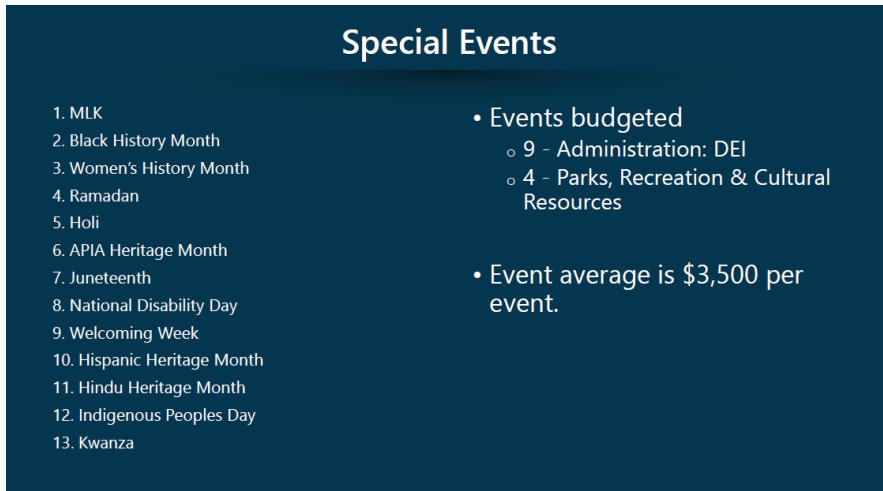 Special Events
1. MLK
2. Black History Month
3. Women’s History Month
4. Ramadan
5. Holi
6. APIA Heritage Month
7. Juneteenth
8. National Disability Day
9. Welcoming Week
10. Hispanic Heritage Month
11. Hindu Heritage Month
12. Indigenous Peoples Day
13. Kwanza
• Events budgeted
o 9 - Administration: DEI
o 4 - Parks, Recreation & Cultural
Resources
• Event average is $3,500 per
event.